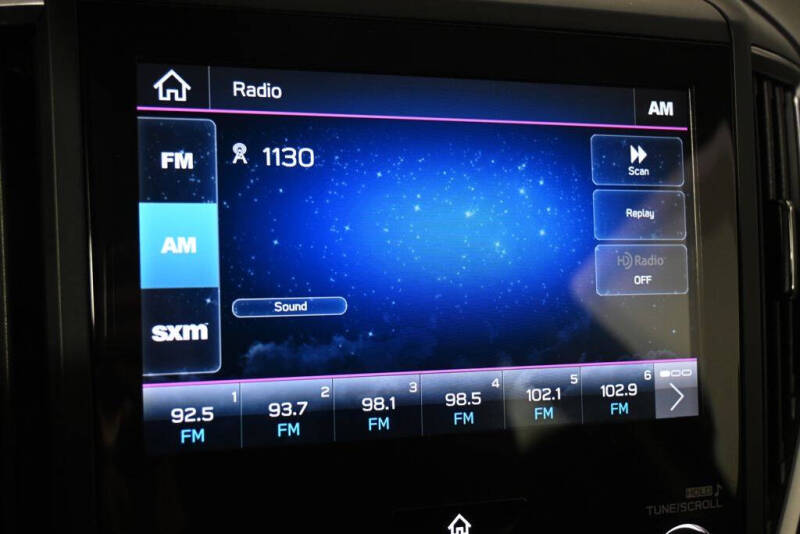 Radio
AM
FM
1130
Scan
AM
Replay
HD Radio
OFF
Sound
sxm
1 2 3 4 5 6
92.5 93.7 98.1 98.5 102.1 102.9
FM FM FM FM FM FM
HOLD
TUNE/SCROLL